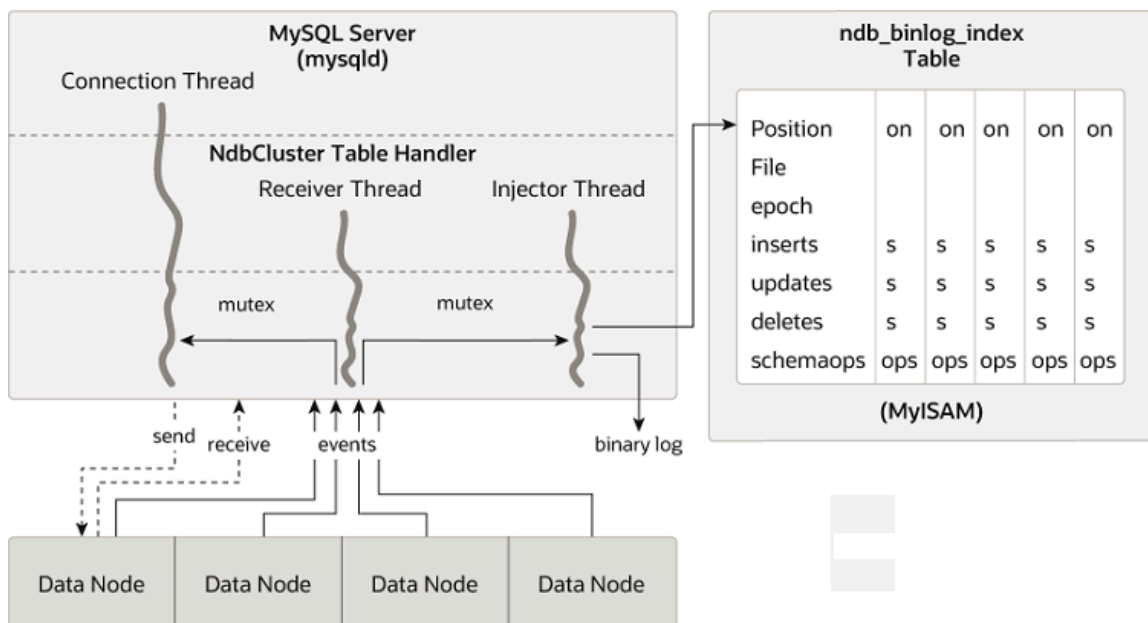 MySQL Server
(mysqld)
Connection Thread
NdbCluster Table Handler
Receiver Thread
Injector Thread
mutex
mutex
send
receive
events
binary log
Data Node
Data Node
Data Node
Data Node
ndb_binlog_index
Table
Position on on on on on
File
epoch
inserts s s s s s
updates s s s s s
deletes s s s s s
schemaops ops ops ops ops ops
(MyISAM)